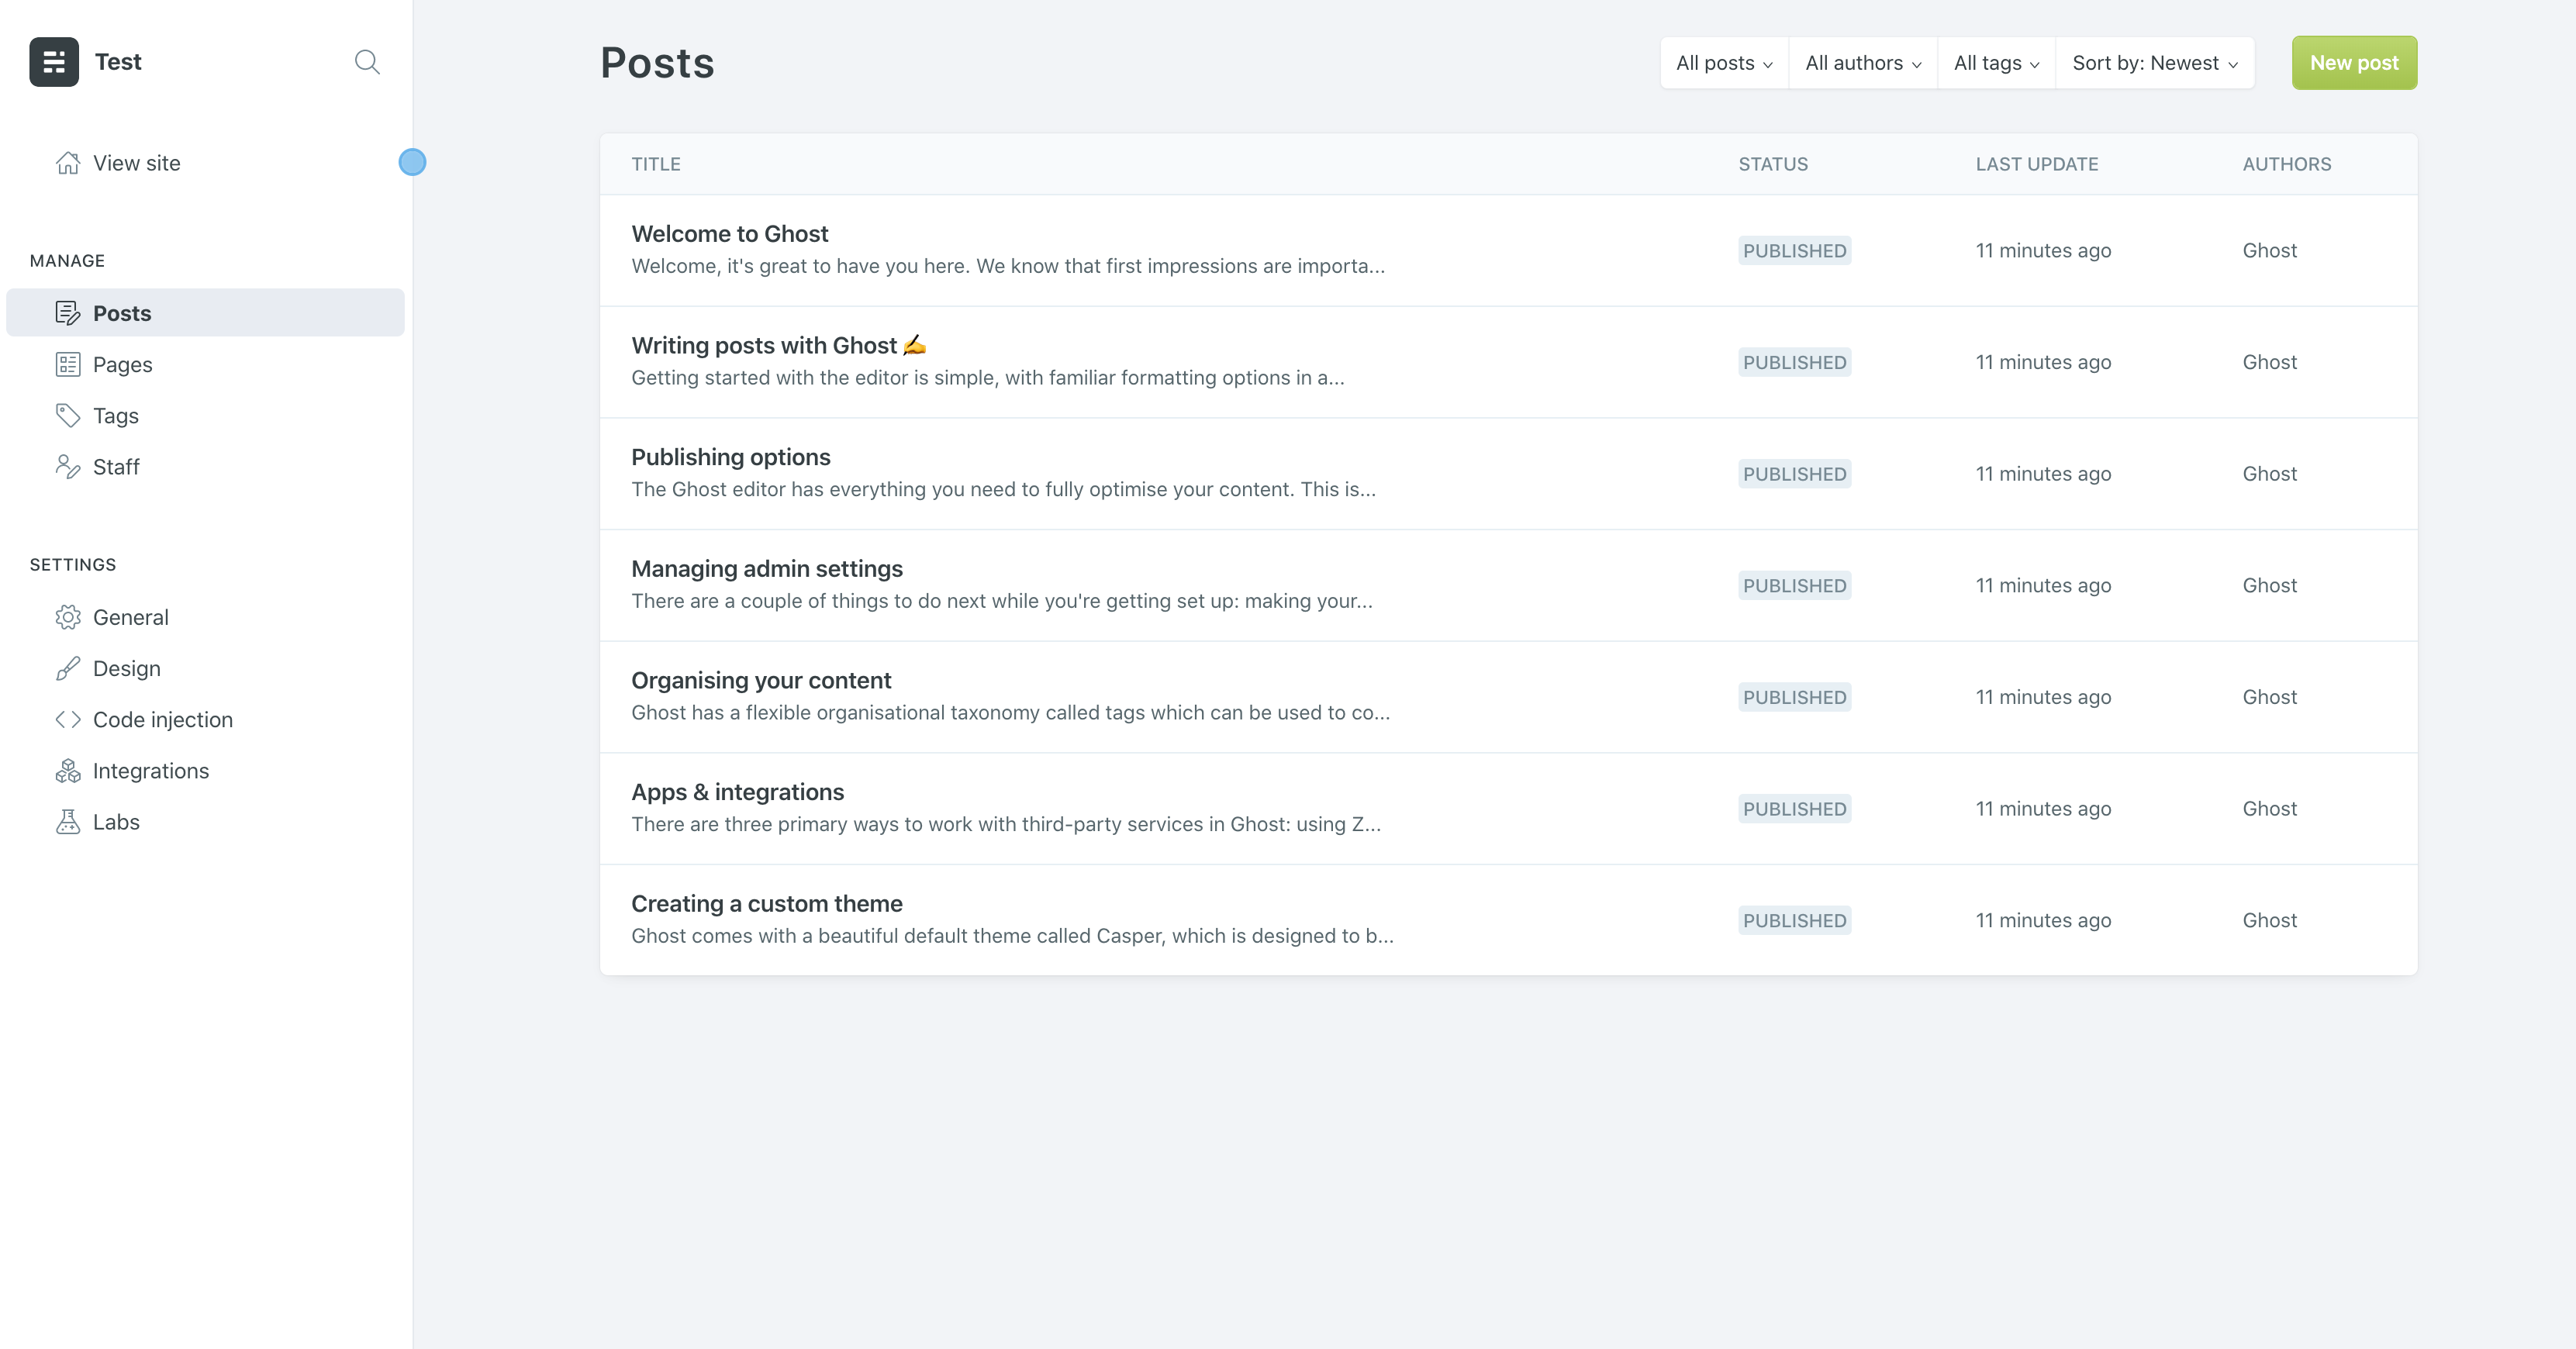 Test
View site
MANAGE
Posts
Pages
Tags
Staff
SETTINGS
General
Design
Code injection
Integrations
Labs
Posts
All posts
All authors
All tags
Sort by: Newest
New post
TITLE STATUS LAST UPDATE AUTHORS
Welcome to Ghost
Welcome, it's great to have you here. We know that first impressions are importa...
PUBLISHED 11 minutes ago Ghost
Writing posts with Ghost ✍️
Getting started with the editor is simple, with familiar formatting options in a...
PUBLISHED 11 minutes ago Ghost
Publishing options
The Ghost editor has everything you need to fully optimise your content. This is...
PUBLISHED 11 minutes ago Ghost
Managing admin settings
There are a couple of things to do next while you're getting set up: making your...
PUBLISHED 11 minutes ago Ghost
Organising your content
Ghost has a flexible organisational taxonomy called tags which can be used to co...
PUBLISHED 11 minutes ago Ghost
Apps & integrations
There are three primary ways to work with third-party services in Ghost: using Z...
PUBLISHED 11 minutes ago Ghost
Creating a custom theme
Ghost comes with a beautiful default theme called Casper, which is designed to b...
PUBLISHED 11 minutes ago Ghost